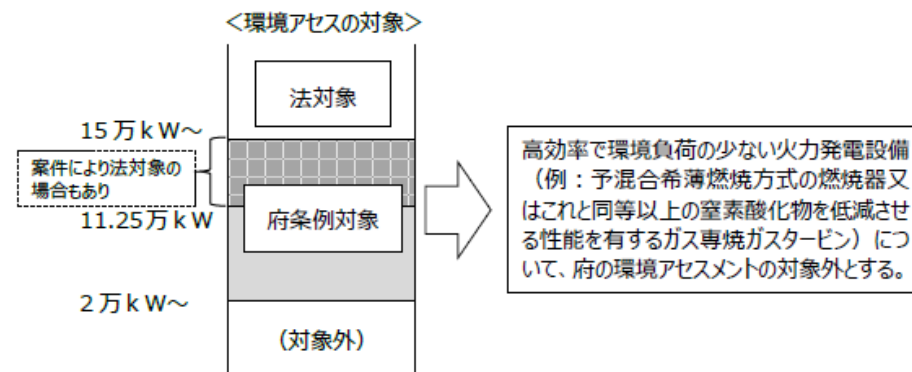 ＜環境アセスの対象＞
法対象
15万kW～
案件により法対象の
場合もあり
11.25万kW
府条例対象
2万kW～
（対象外）
高効率で環境負荷の少ない火力発電設備
（例：予混合希薄燃焼方式の燃焼器又
はこれと同等以上の窒素酸化物を低減させ
る性能を有するガス専焼ガスタービン）につ
いて、府の環境アセスメントの対象外とする。